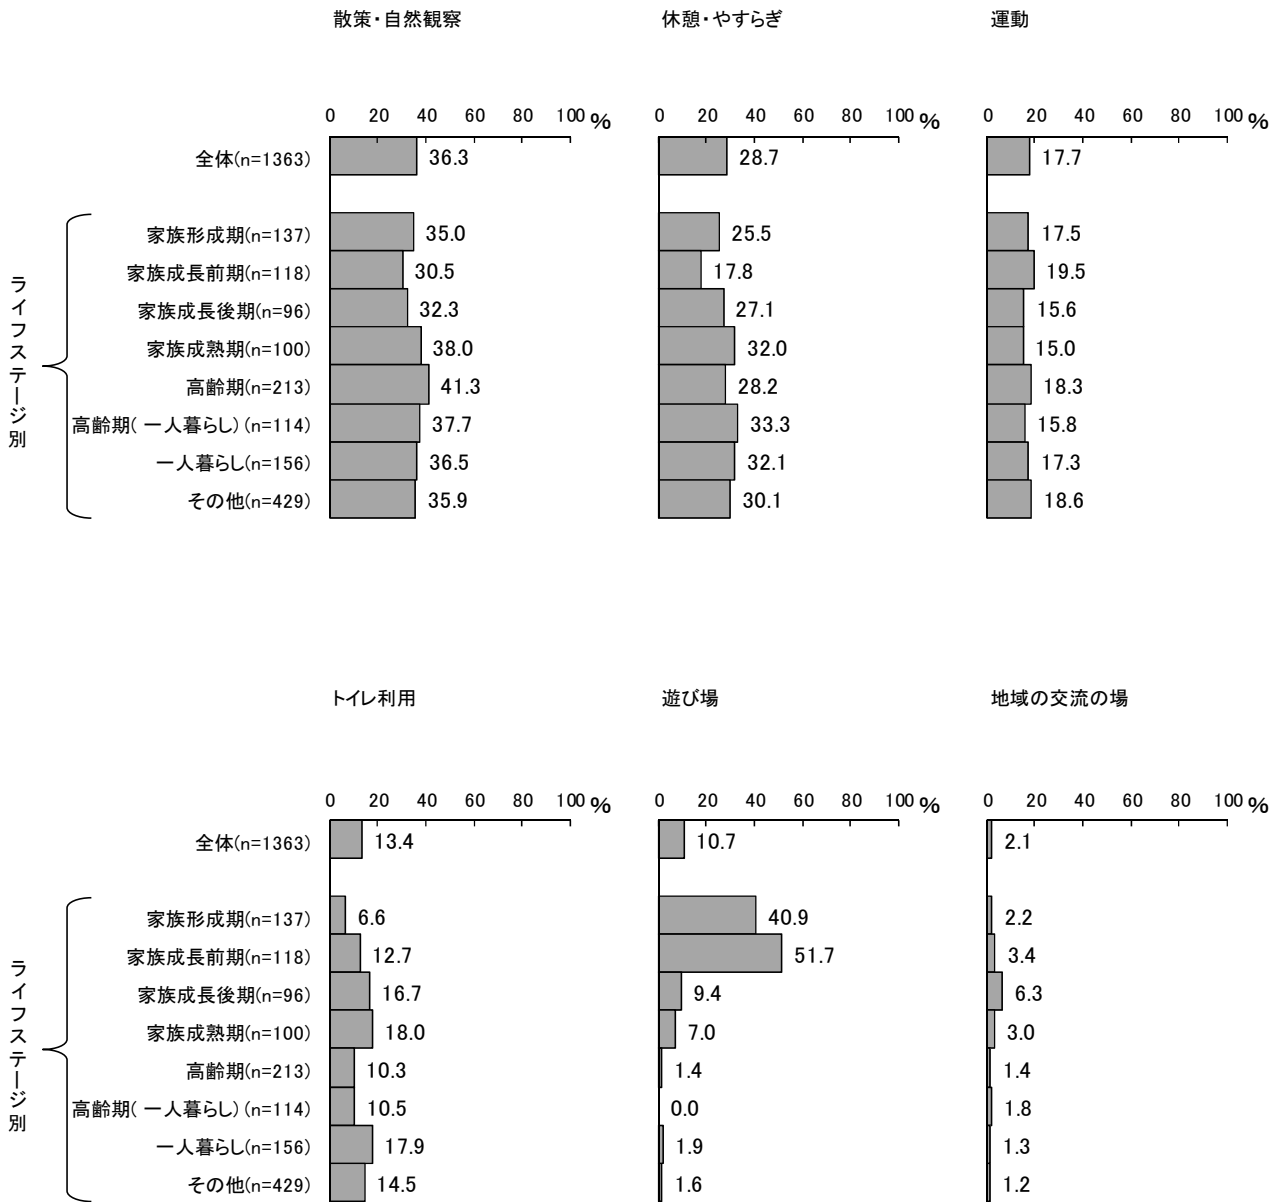 散策・自然観察 休憩・やすらぎ 運動
0 20 40 60 80 100 % 0 20 40 60 80 100 % 0 20 40 60 80 100 %
全体(n=1363) 36.3 28.7 17.7
ライフステージ別
家族形成期(n=137) 35.0 25.5 17.5
家族成長前期(n=118) 30.5 17.8 19.5
家族成長後期(n=96) 32.3 27.1 15.6
家族成熟期(n=100) 38.0 32.0 15.0
高齢期(n=213) 41.3 28.2 18.3
高齢期(一人暮らし)(n=114) 37.7 33.3 15.8
一人暮らし(n=156) 36.5 32.1 17.3
その他(n=429) 35.9 30.1 18.6
トイレ利用 遊び場 地域の交流の場
0 20 40 60 80 100 % 0 20 40 60 80 100 % 0 20 40 60 80 100 %
全体(n=1363) 13.4 10.7 2.1
ライフステージ別
家族形成期(n=137) 6.6 40.9 2.2
家族成長前期(n=118) 12.7 51.7 3.4
家族成長後期(n=96) 16.7 9.4 6.3
家族成熟期(n=100) 18.0 7.0 3.0
高齢期(n=213) 10.3 1.4 1.4
高齢期(一人暮らし)(n=114) 10.5 0.0 1.8
一人暮らし(n=156) 17.9 1.9 1.3
その他(n=429) 14.5 1.6 1.2